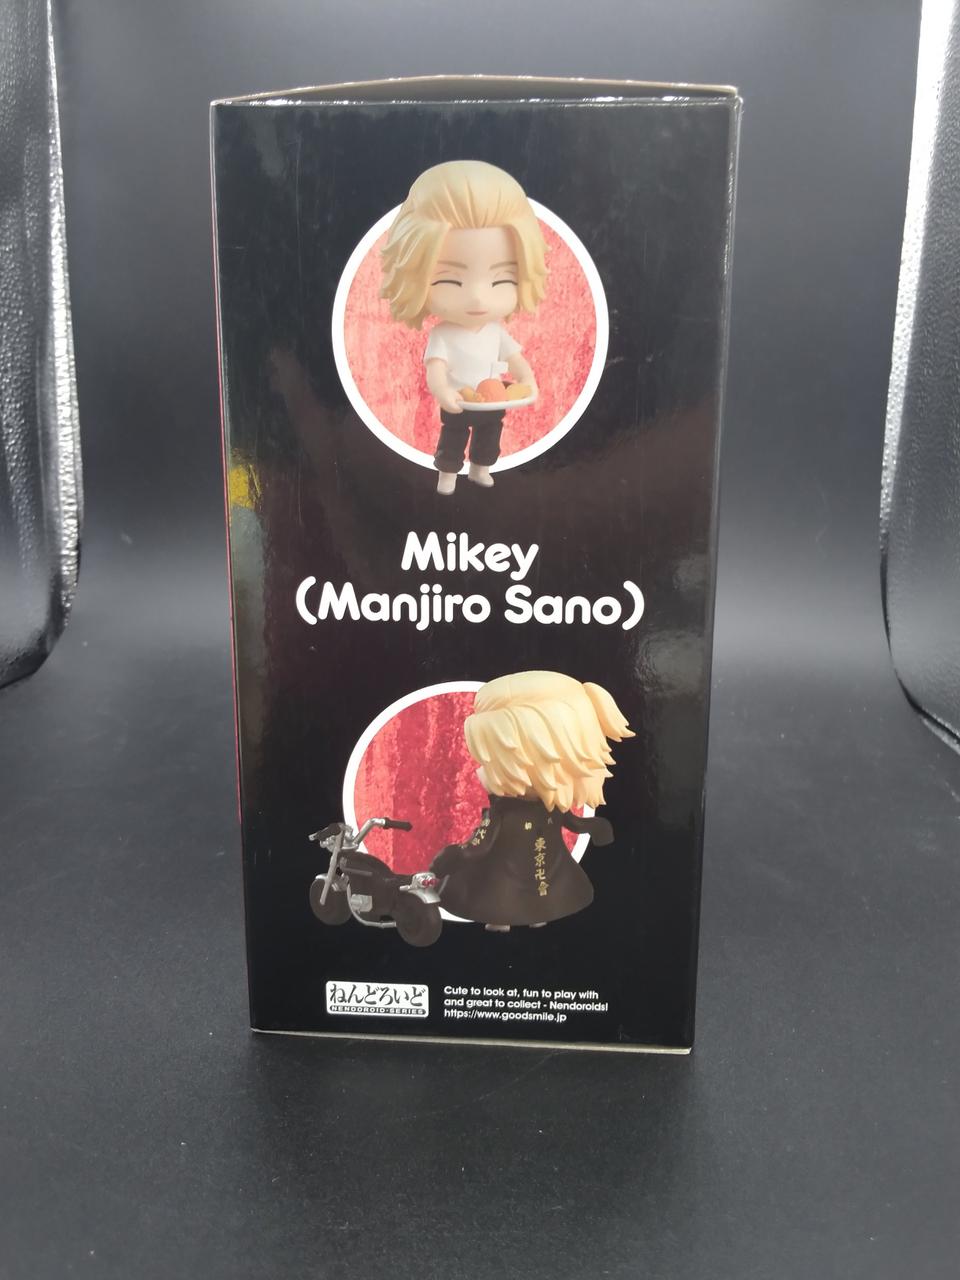 Mikey
(Manjiro Sano)
東京卍會
ねんどろいど
NENDOROID·SERIES
Cute to look at, fun to play with
and great to collect - Nendoroids!
https://www.goodsmile.jp